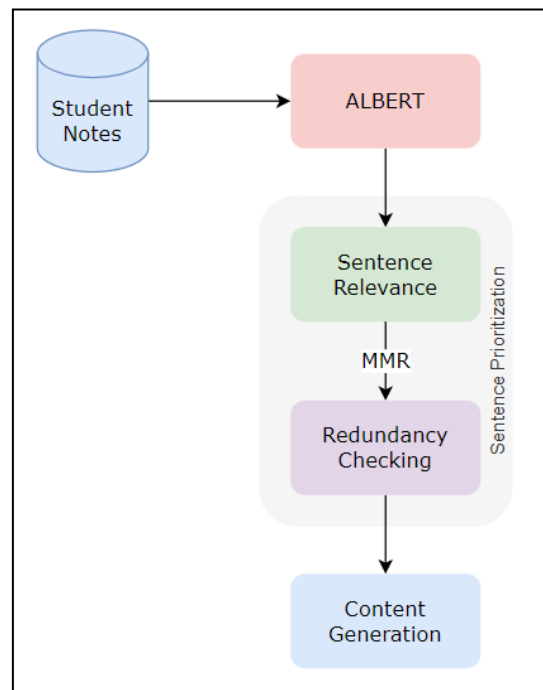 Student
Notes
ALBERT
Sentence
Relevance
MMR
Redundancy
Checking
Sentence Prioritization
Content
Generation